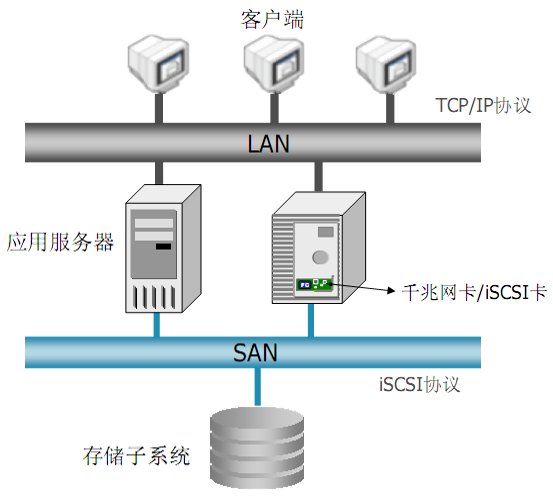 客户端
TCP/IP协议
LAN
应用服务器
FC
千兆网卡/iSCSI卡
SAN
iSCSI协议
存储子系统